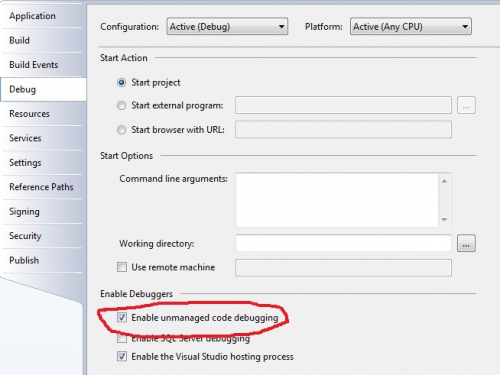 Application
Build
Build Events
Debug
Resources
Services
Settings
Reference Paths
Signing
Security
Publish
Configuration: Active (Debug) Platform: Active (Any CPU)
Start Action
Start project
Start external program: ...
Start browser with URL:
Start Options
Command line arguments:
Working directory: ...
Use remote machine
Enable Debuggers
Enable unmanaged code debugging
Enable SQL Server debugging
Enable the Visual Studio hosting process